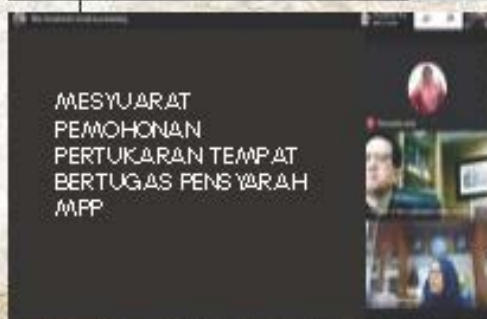 MESYUARAT
PEMOHONAN
PERTUKARAN TEMPAT
BERTUGAS PENSYARAH
MPP